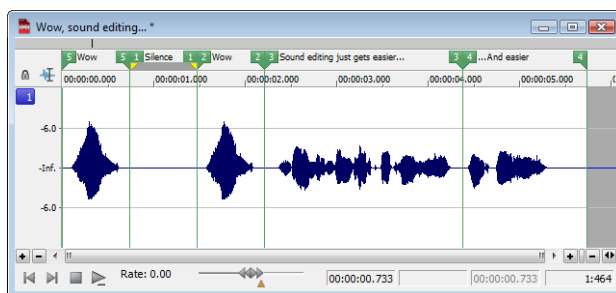 Wow, sound editing... *
5 Wow 5 1 Silence 1 2 Wow 2 3 Sound editing just gets easier... 3 4 ...And easier 4
00:00:00.000 00:00:01.000 00:00:02.000 00:00:03.000 00:00:04.000 00:00:05.000
1
-6.0
-Inf.
-6.0
Rate: 0.00 00:00:00.733 00:00:00.733 1:464